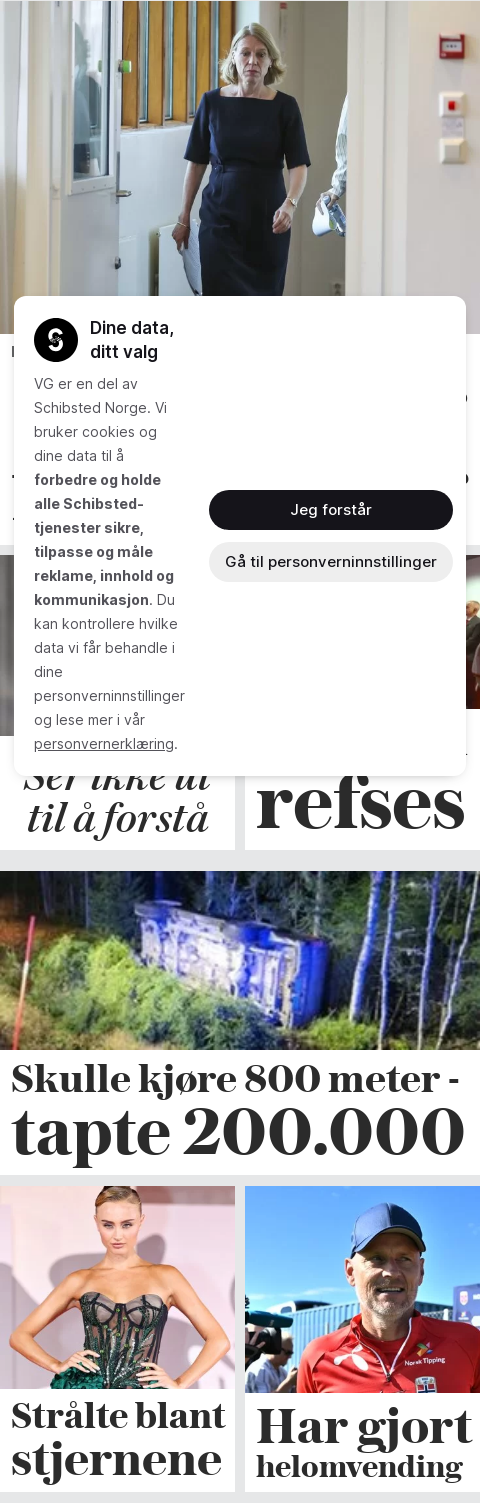 Dine data,
ditt valg
VG er en del av
Schibsted Norge. Vi
bruker cookies og
dine data til å
forbedre og holde
alle Schibsted-
tjenester sikre,
tilpasse og måle
reklame, innhold og
kommunikasjon. Du
kan kontrollere hvilke
data vi får behandle i
dine
personverninnstillinger
og lese mer i vår
personvernerklæring.
Jeg forstår
Gå til personverninnstillinger
Ser ikke ut
til å forstå
refses
Skulle kjøre 800 meter -
tapte 200.000
Norsk Tipping
Strålte blant
stjernene
Har gjort
helomvending